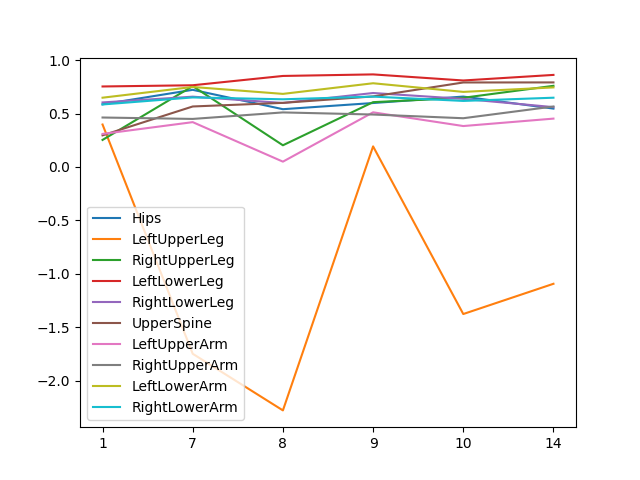 1.0
0.5
0.0
−0.5
−1.0
−1.5
−2.0
Hips
LeftUpperLeg
RightUpperLeg
LeftLowerLeg
RightLowerLeg
UpperSpine
LeftUpperArm
RightUpperArm
LeftLowerArm
RightLowerArm
1 7 8 9 10 14